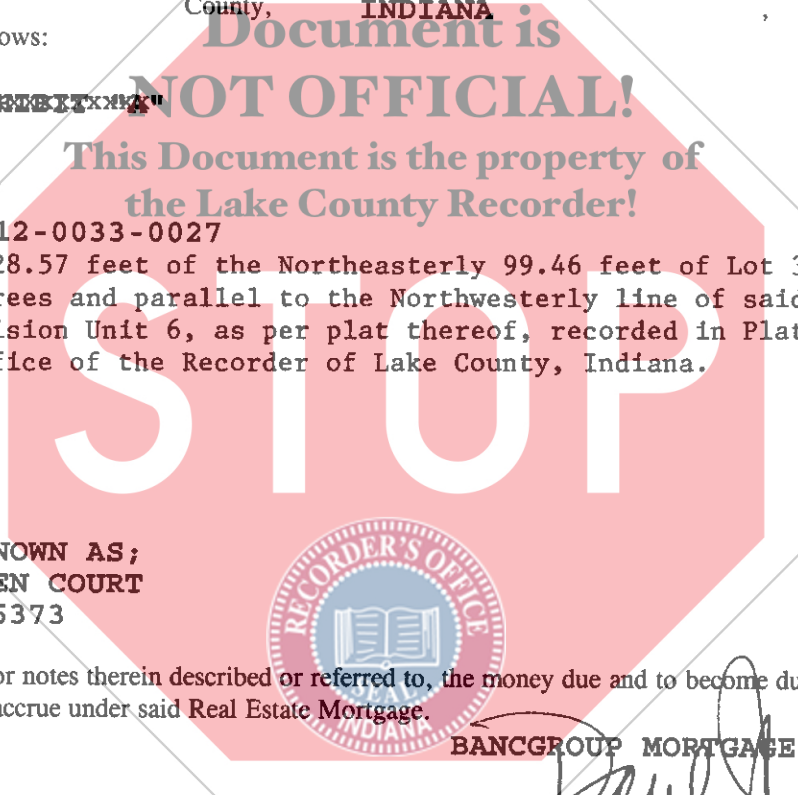 County, INDIANA ,
ows:
Document is
NOT OFFICIAL!
This Document is the property of
the Lake County Recorder!
"A"
12-0033-0027
28.57 feet of the Northeasterly 99.46 feet of Lot 3
rees and parallel to the Northwesterly line of said
ision Unit 6, as per plat thereof, recorded in Plat
fice of the Recorder of Lake County, Indiana.
STOP
NOWN AS;
EN COURT
5373
RECORDER'S OFFICE
SEAL
INDIANA
or notes therein described or referred to, the money due and to become du
accrue under said Real Estate Mortgage.
BANCGROUP MORTGAGE